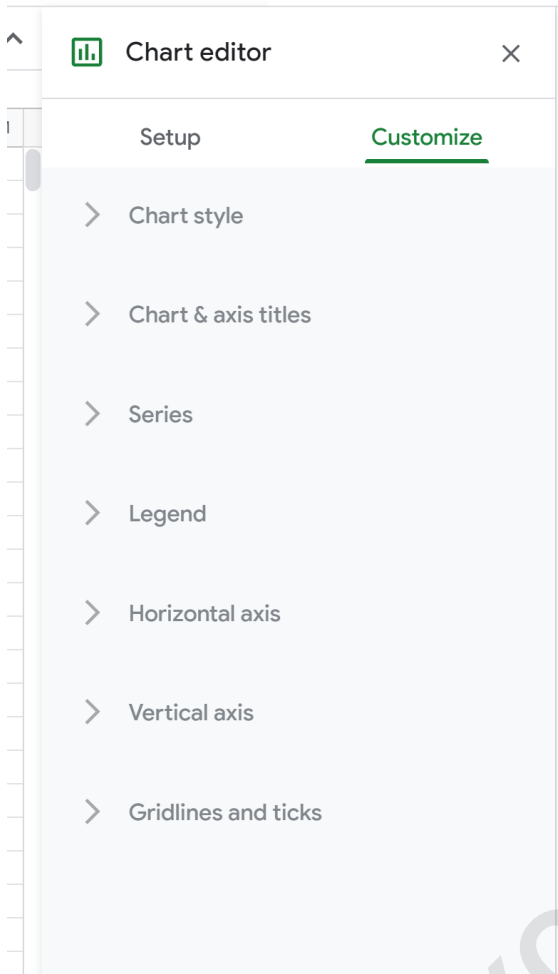 Chart editor
Setup
Customize
Chart style
Chart & axis titles
Series
Legend
Horizontal axis
Vertical axis
Gridlines and ticks